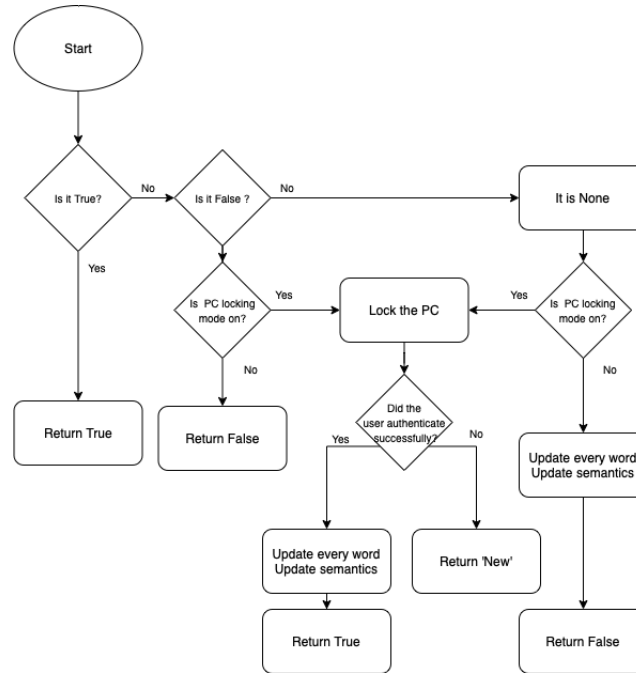 Start
Is it True?
No
Is it False ?
No
It is None
Yes
Is PC locking
mode on?
Yes
Lock the PC
Yes
Is PC locking
mode on?
No
No
Return True
Return False
Did the
user authenticate
successfully?
Yes
No
Update every word
Update semantics
Update every word
Update semantics
Return 'New'
Return True
Return False